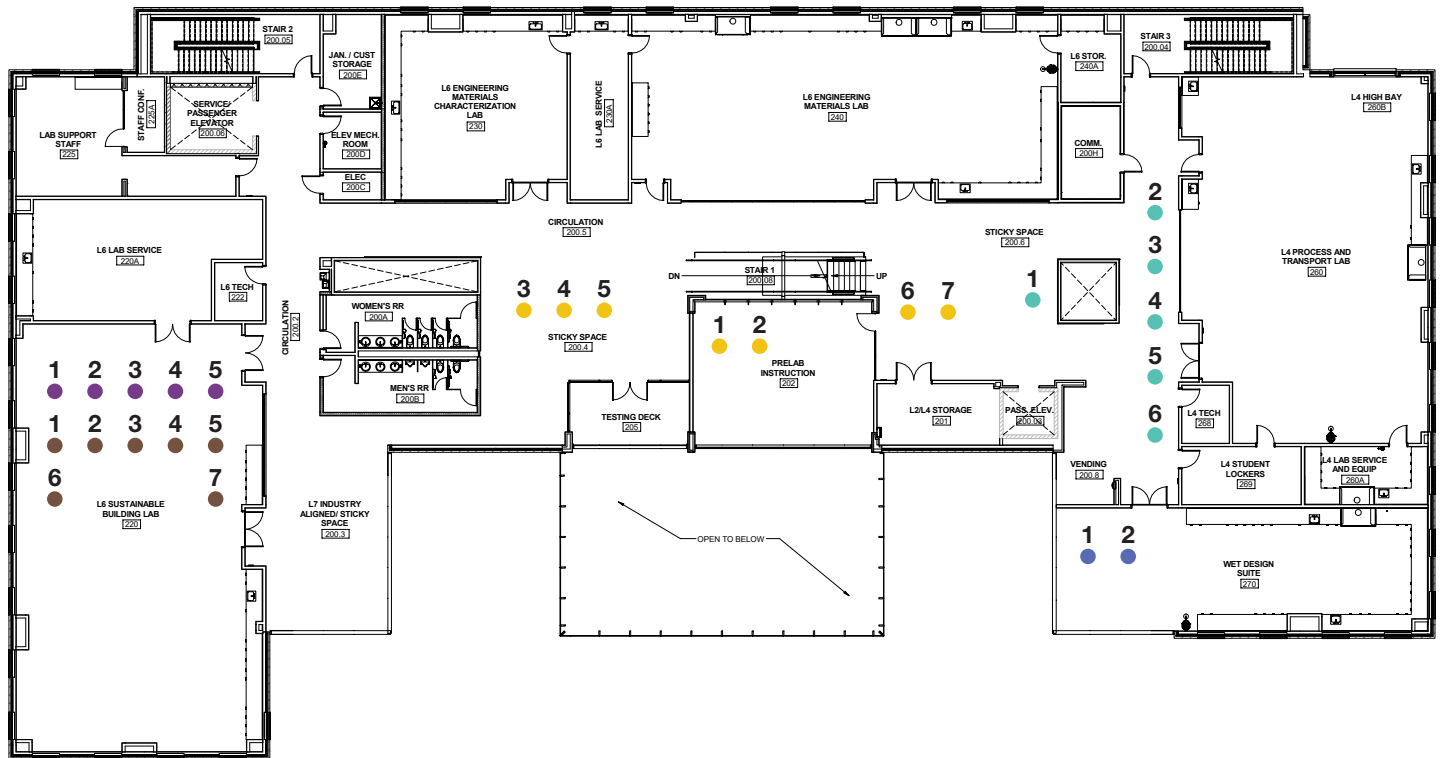 STAIR 2
200.05
JAN. / CUST
STORAGE
200E
STAIR 3
200.04
L6 STOR.
240A
L6 ENGINEERING
MATERIALS
CHARACTERIZATION
LAB
230
L6 LAB SERVICE
230A
L6 ENGINEERING
MATERIALS LAB
240
L4 HIGH BAY
260B
LAB SUPPORT
STAFF
225
STAFF CONF.
225A
SERVICE/
PASSENGER
ELEVATOR
200.06
ELEV MECH.
ROOM
200D
ELEC
200C
COMM.
200H
L6 LAB SERVICE
220A
L6 TECH
222
CIRCULATION
200.2
CIRCULATION
200.5
STICKY SPACE
200.6
L4 PROCESS AND
TRANSPORT LAB
260
DN
STAIR 1
200.08
UP
WOMEN'S RR
200A
MEN'S RR
200B
3 4 5
STICKY SPACE
200.4
1 2
PRELAB
INSTRUCTION
202
6 7
1
2
3
4
5
6
TESTING DECK
205
L2/L4 STORAGE
201
PASS. ELEV.
200.03
L4 TECH
268
1 2 3 4 5
1 2 3 4 5
6 7
L6 SUSTAINABLE
BUILDING LAB
220
L7 INDUSTRY
ALIGNED/ STICKY
SPACE
200.3
OPEN TO BELOW
VENDING
200.8
L4 STUDENT
LOCKERS
269
L4 LAB SERVICE
AND EQUIP
260A
1 2
WET DESIGN
SUITE
270